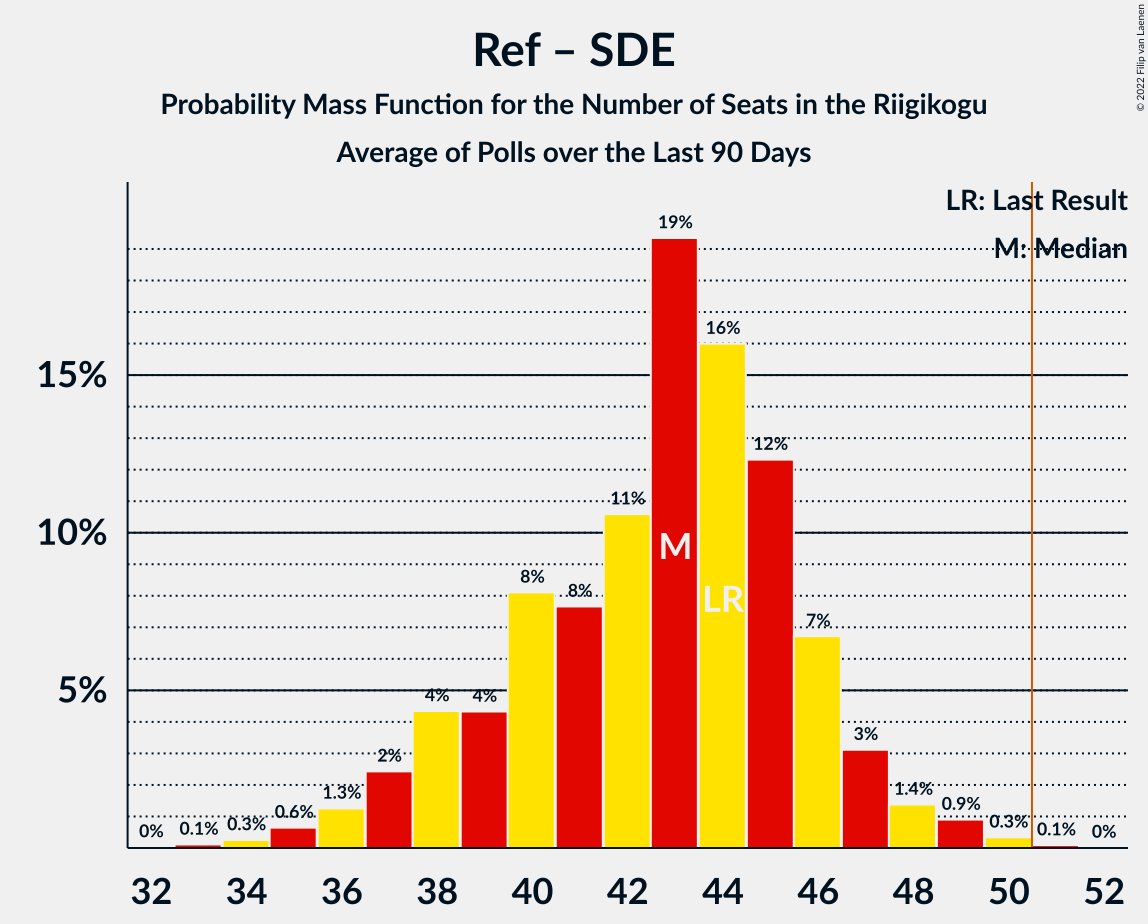 Ref – SDE
Probability Mass Function for the Number of Seats in the Riigikogu
Average of Polls over the Last 90 Days
© 2022 Filip van Laenen
LR: Last Result
M: Median
19%
16%
15%
12%
11%
10%
M
8%
8%
LR
7%
5%
4%
4%
3%
2%
1.3%
1.4%
0.9%
0.6%
0.3%
0.3%
0%
0.1%
0.1%
0%
32 34 36 38 40 42 44 46 48 50 52